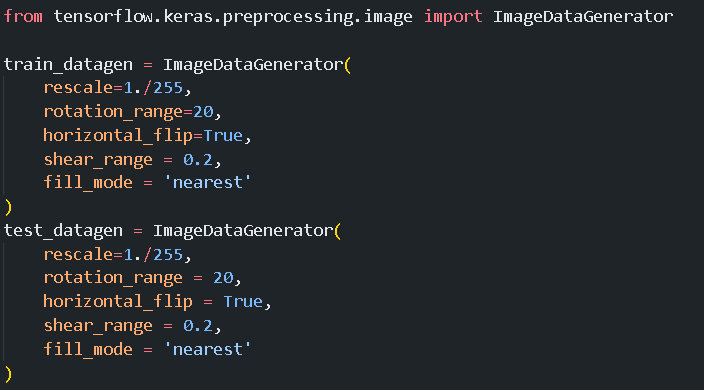 from tensorflow.keras.preprocessing.image import ImageDataGenerator
train_datagen = ImageDataGenerator(
    rescale=1./255,
    rotation_range=20,
    horizontal_flip=True,
    shear_range = 0.2,
    fill_mode = 'nearest'
)
test_datagen = ImageDataGenerator(
    rescale=1./255,
    rotation_range = 20,
    horizontal_flip = True,
    shear_range = 0.2,
    fill_mode = 'nearest'
)